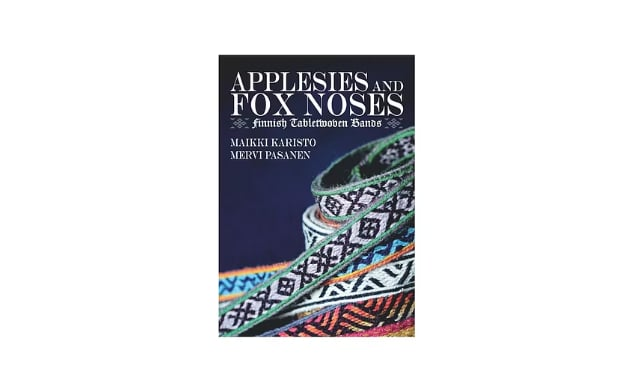 APPLESIES AND
FOX NOSES
Finnish Tabletwoven Bands
MAIKKI KARISTO
MERVI PASANEN